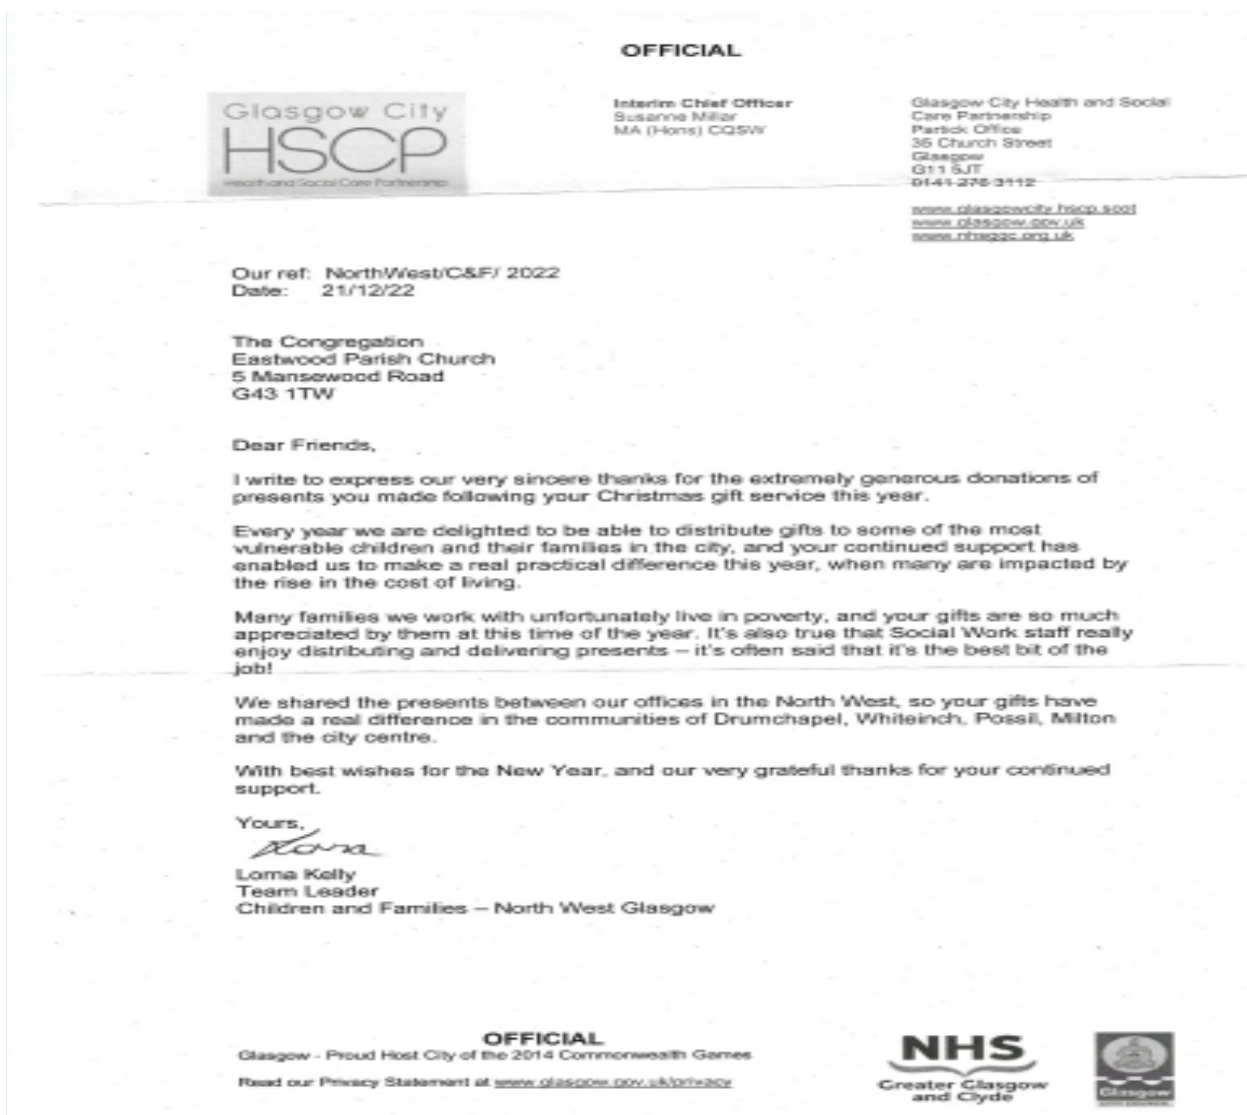 OFFICIAL
Glasgow City
HSCP
Health and Social Care Partnership
Interim Chief Officer
Susanne Millar
MA (Hons) CQSW
Glasgow City Health and Social
Care Partnership
Partick Office
35 Church Street
Glasgow
G11 5JT
0141 276 3112
www.glasgowcity.hscp.scot
www.glasgow.gov.uk
www.nhsggc.org.uk
Our ref: NorthWest/C&F/ 2022
Date: 21/12/22
The Congregation
Eastwood Parish Church
5 Mansewood Road
G43 1TW
Dear Friends,
I write to express our very sincere thanks for the extremely generous donations of
presents you made following your Christmas gift service this year.
Every year we are delighted to be able to distribute gifts to some of the most
vulnerable children and their families in the city, and your continued support has
enabled us to make a real practical difference this year, when many are impacted by
the rise in the cost of living.
Many families we work with unfortunately live in poverty, and your gifts are so much
appreciated by them at this time of the year. It's also true that Social Work staff really
enjoy distributing and delivering presents – it's often said that it's the best bit of the
job!
We shared the presents between our offices in the North West, so your gifts have
made a real difference in the communities of Drumchapel, Whiteinch, Possil, Milton
and the city centre.
With best wishes for the New Year, and our very grateful thanks for your continued
support.
Yours,
Lorna
Lorna Kelly
Team Leader
Children and Families – North West Glasgow
OFFICIAL
Glasgow - Proud Host City of the 2014 Commonwealth Games
Read our Privacy Statement at www.glasgow.gov.uk/privacy
NHS
Greater Glasgow
and Clyde
Glasgow
CITY COUNCIL